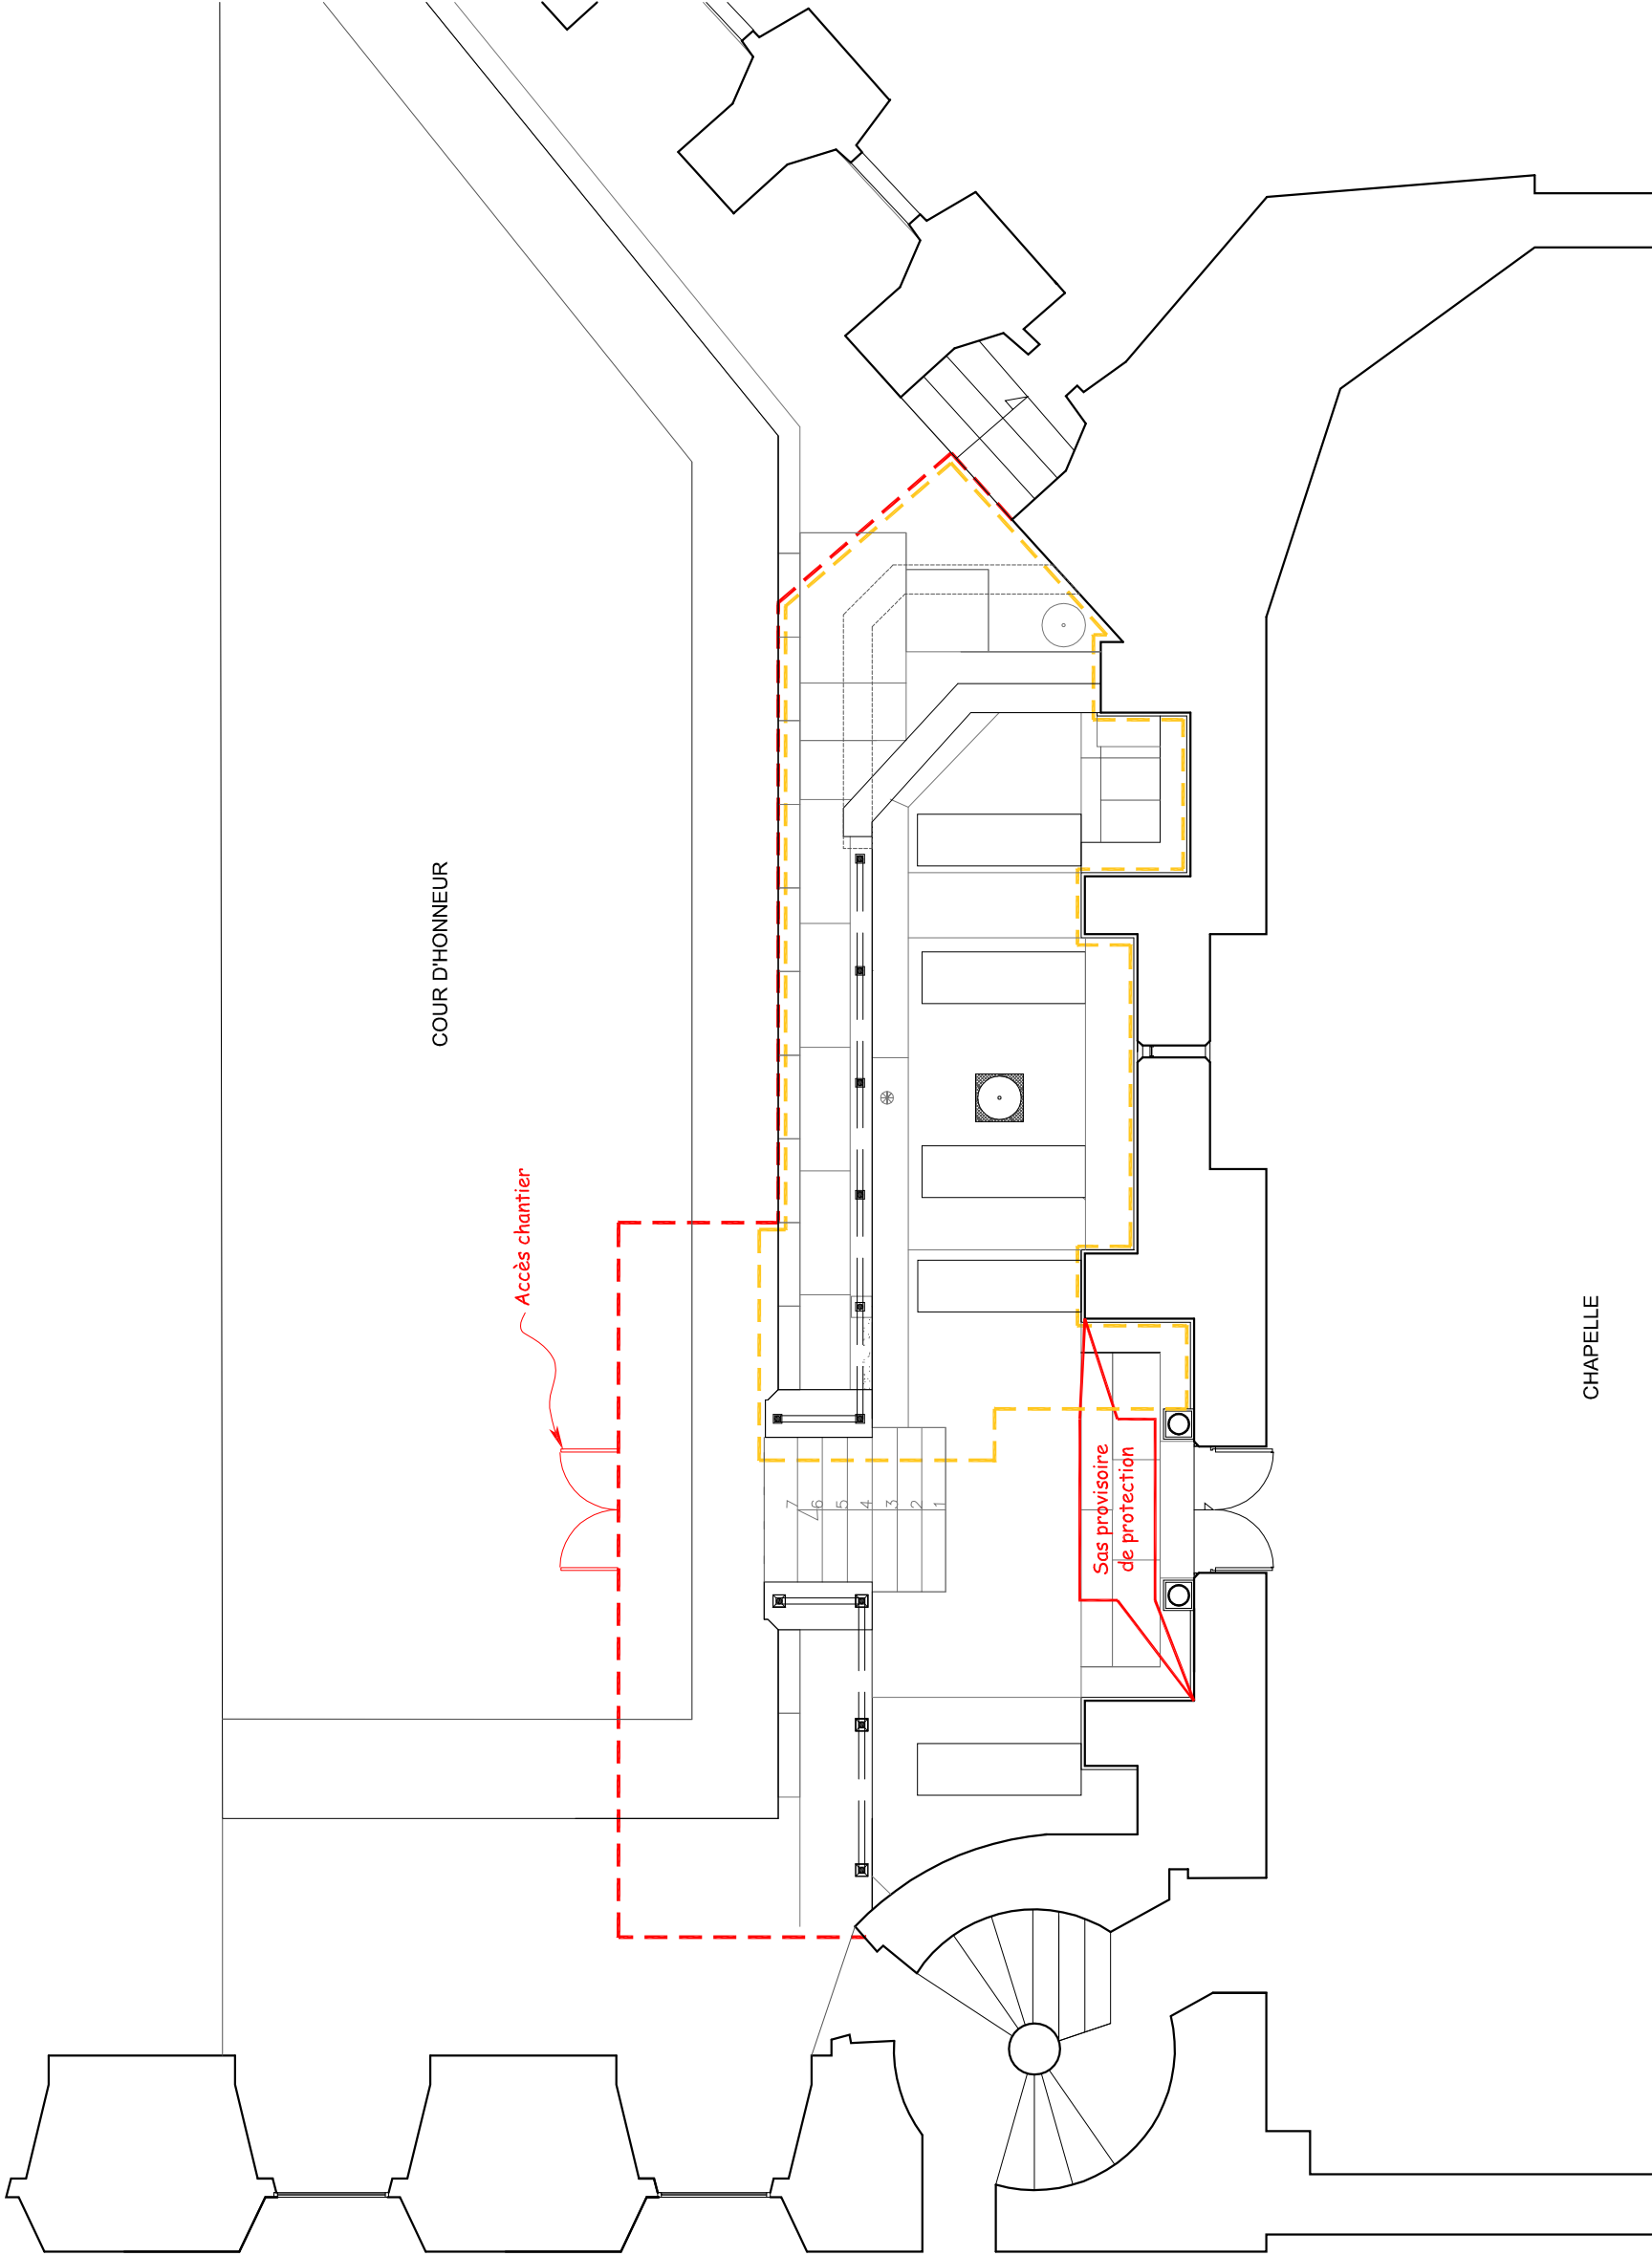 COUR D'HONNEUR
Accès chantier
7
6
5
4
3
2
1
Sas provisoire
de protection
CHAPELLE